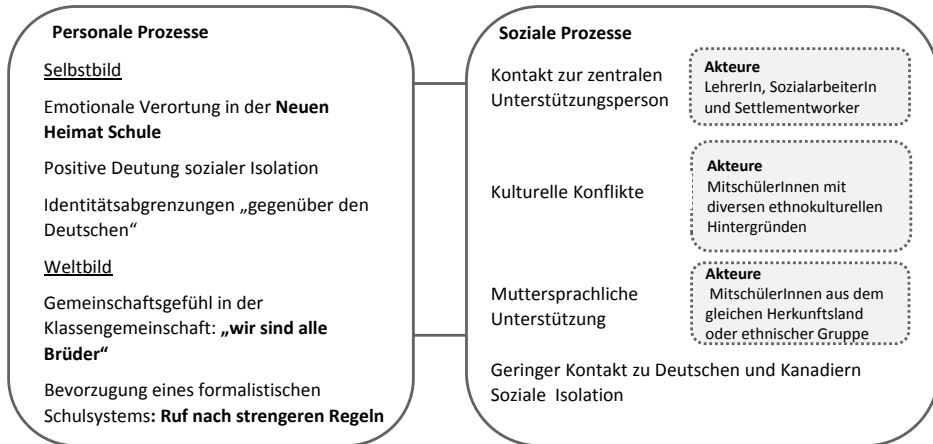 Personale Prozesse
Selbstbild
Emotionale Verortung in der Neuen
Heimat Schule
Positive Deutung sozialer Isolation
Identitätsabgrenzungen „gegenüber den
Deutschen“
Weltbild
Gemeinschaftsgefühl in der
Klassengemeinschaft: „wir sind alle
Brüder“
Bevorzugung eines formalistischen
Schulsystems: Ruf nach strengeren Regeln
Soziale Prozesse
Kontakt zur zentralen
Unterstützungsperson
Akteure
LehrerIn, SozialarbeiterIn
und Settlementworker
Kulturelle Konflikte
Akteure
MitschülerInnen mit
diversen ethnokulturellen
Hintergründen
Muttersprachliche
Unterstützung
Akteure
MitschülerInnen aus dem
gleichen Herkunftsland
oder ethnischer Gruppe
Geringer Kontakt zu Deutschen und Kanadiern
Soziale Isolation